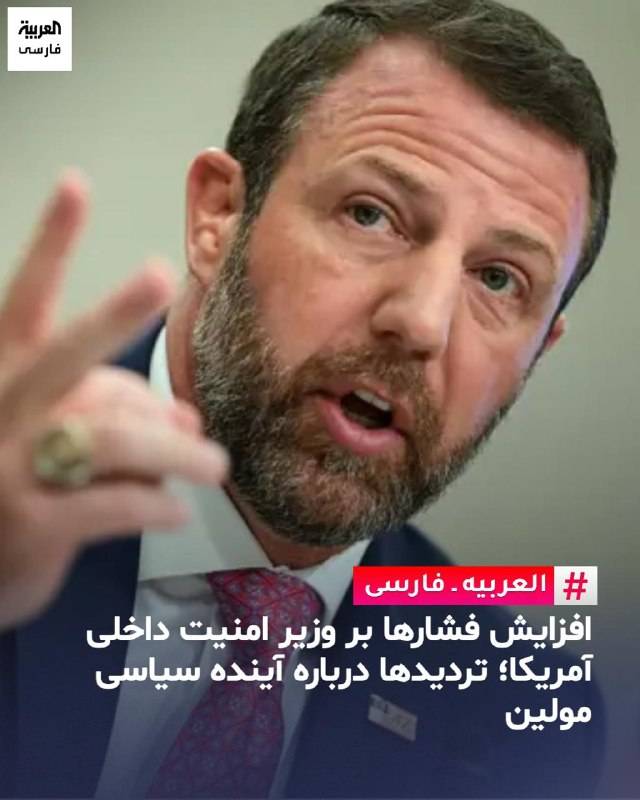 العربية
فارسی
# العربیه ـ فارسی
افزایش فشارها بر وزیر امنیت داخلی
آمریکا؛ تردیدها درباره آینده سیاسی
مولین